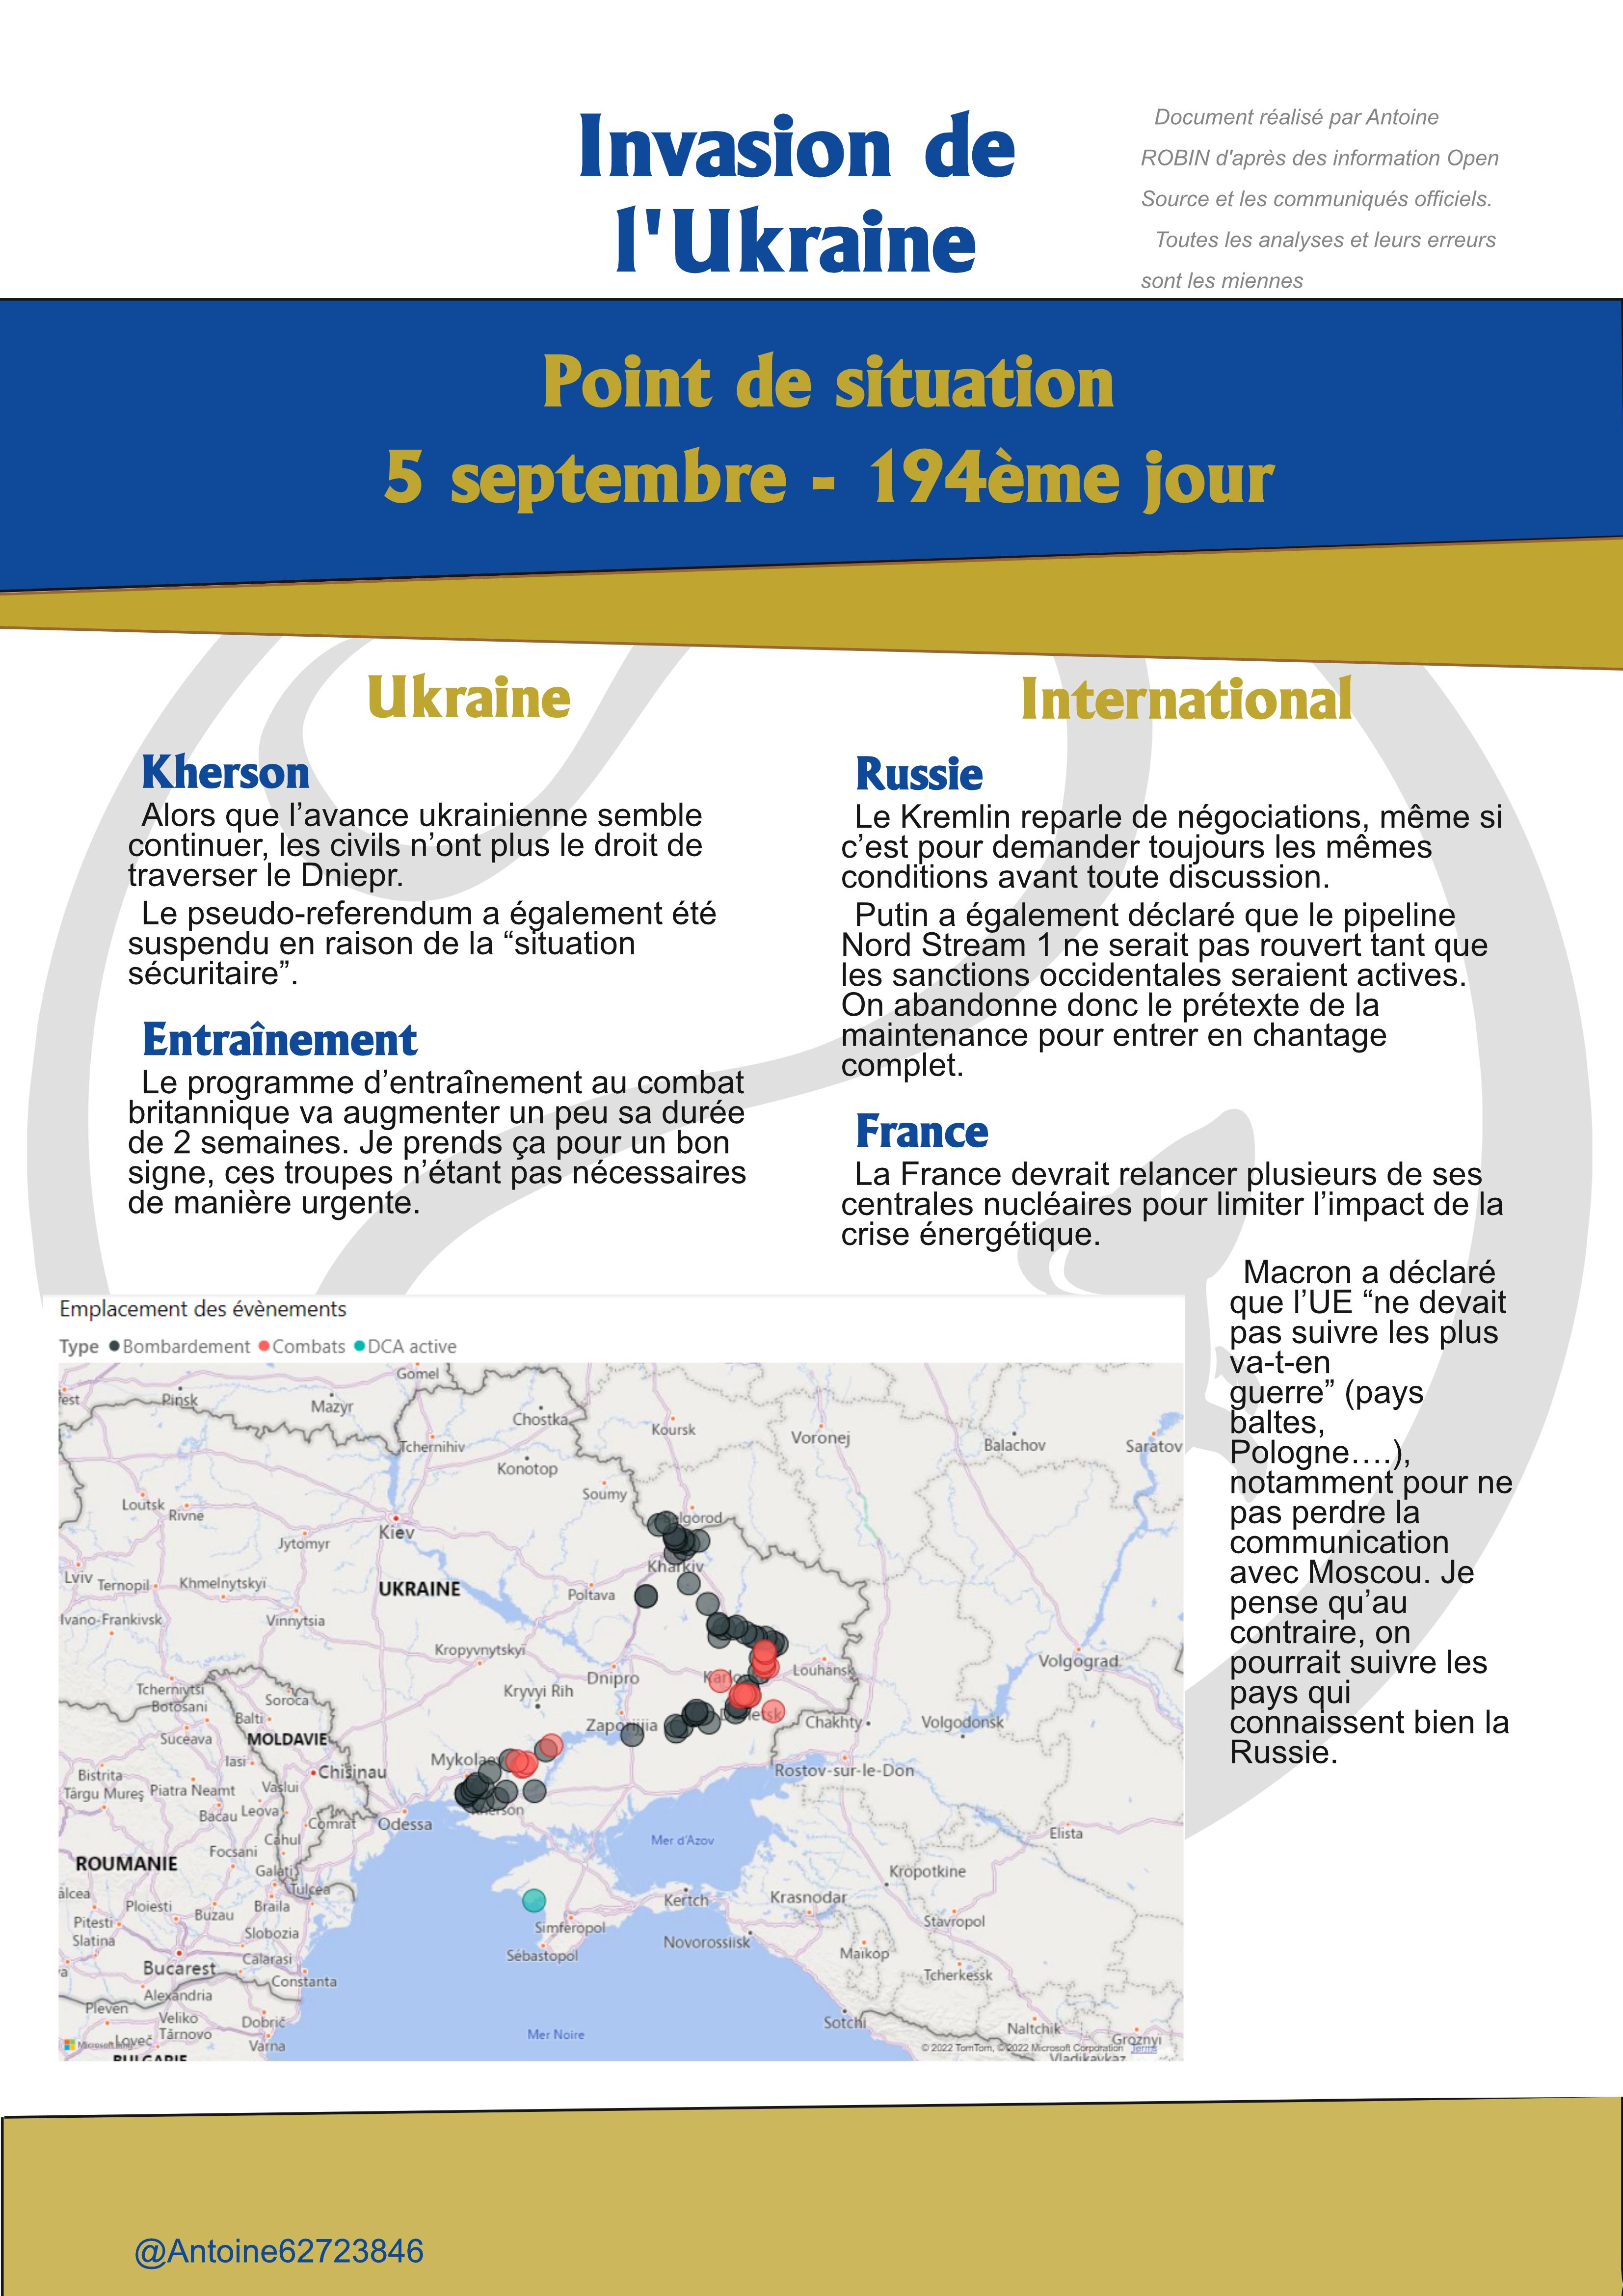 Invasion de
l'Ukraine
Document réalisé par Antoine
ROBIN d'après des information Open
Source et les communiqués officiels.
Toutes les analyses et leurs erreurs
sont les miennes
Point de situation
5 septembre - 194ème jour
Ukraine
Kherson
Alors que l’avance ukrainienne semble
continuer, les civils n’ont plus le droit de
traverser le Dniepr.
Le pseudo-referendum a également été
suspendu en raison de la “situation
sécuritaire”.
Entraînement
Le programme d’entraînement au combat
britannique va augmenter un peu sa durée
de 2 semaines. Je prends ça pour un bon
signe, ces troupes n’étant pas nécessaires
de manière urgente.
International
Russie
Le Kremlin reparle de négociations, même si
c’est pour demander toujours les mêmes
conditions avant toute discussion.
Putin a également déclaré que le pipeline
Nord Stream 1 ne serait pas rouvert tant que
les sanctions occidentales seraient actives.
On abandonne donc le prétexte de la
maintenance pour entrer en chantage
complet.
France
La France devrait relancer plusieurs de ses
centrales nucléaires pour limiter l’impact de la
crise énergétique.
Macron a déclaré
que l’UE “ne devait
pas suivre les plus
va-t-en
guerre” (pays
baltes,
Pologne….),
notamment pour ne
pas perdre la
communication
avec Moscou. Je
pense qu’au
contraire, on
pourrait suivre les
pays qui
connaissent bien la
Russie.
Emplacement des évènements
Type Bombardement Combats DCA active
Gomel
Pinsk
Mazyr
Chostka
Koursk
Voronej
Balachov
Saratov
Tchernihiv
Konotop
Soumy
Loutsk
Rivne
Belgorod
Kiev
Jytomyr
Kharkiv
Lviv
Ternopil
Khmelnytskyï
UKRAINE
Poltava
Ivano-Frankivsk
Vinnytsia
Kropyvnytskyï
Dnipro
Louhansk
Volgograd
Tchernivtsi
Botosani
Soroca
Kryvyi Rih
Balti
Zaporijia
Chakhty
Volgodonsk
Suceava
MOLDAVIE
Iasi
Mykolaev
Chișinau
Bistrita
Târgu Mureș
Piatra Neamt
Vaslui
Rostov-sur-le-Don
Bacau
Leova
Kherson
Comrat
Odessa
Cahul
Mer d'Azov
Elista
Focsani
ROUMANIE
Galati
Kropotkine
Tulcea
Ploiesti
Braila
Kertch
Krasnodar
Buzau
Pitesti
Slobozia
Simféropol
Stavropol
Slatina
Novorossiisk
Sébastopol
Maïkop
Bucarest
Calarasi
Tcherkessk
Constanta
Alexandria
Pleven
Veliko
Tărnovo
Dobrič
Sotchi
Naltchik
Mer Noire
Groznyi
Loveč
Varna
Microsoft Bing
© 2022 TomTom, © 2022 Microsoft Corporation Terms
Vladikavkaz
BULGARIE
@Antoine62723846